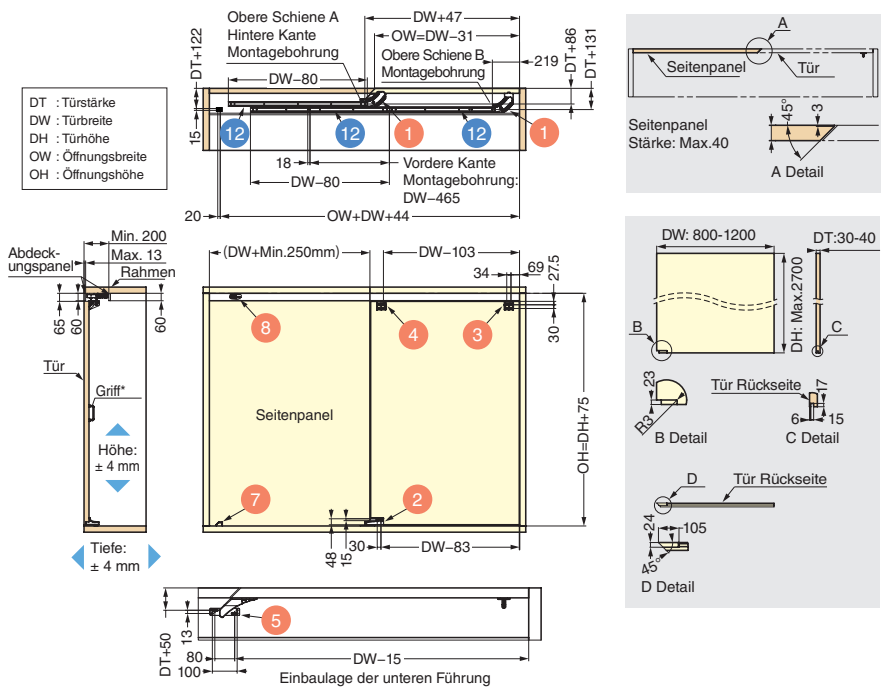 DT : Türstärke
DW : Türbreite
DH : Türhöhe
OW : Öffnungsbreite
OH : Öffnungshöhe
Obere Schiene A
Hintere Kante
Montagebohrung
DW+47
OW=DW−31
Obere Schiene B
Montagebohrung
219
DT+122
DT+86
DT+131
DW−80
12
12
1
12
1
15
18
DW−80
Vordere Kante
Montagebohrung:
DW−465
20
OW+DW+44
A
Seitenpanel
Tür
Seitenpanel
Stärke: Max.40
45°
3
A Detail
Min. 200
Max. 13
Abdeck-
ungspanel
Rahmen
65
60
60
Tür
Griff*
Höhe:
± 4 mm
Tiefe:
± 4 mm
(DW+Min.250mm)
DW−103
34
69
27.5
30
8
4
3
Seitenpanel
OH=DH+75
7
2
48
15
30
DW−83
DW: 800-1200
DT:30-40
DH: Max.2700
B
C
23
R3
B Detail
Tür Rückseite
17
6
15
C Detail
D
Tür Rückseite
24
105
45°
D Detail
DT+50
13
5
80
100
DW−15
Einbaulage der unteren Führung